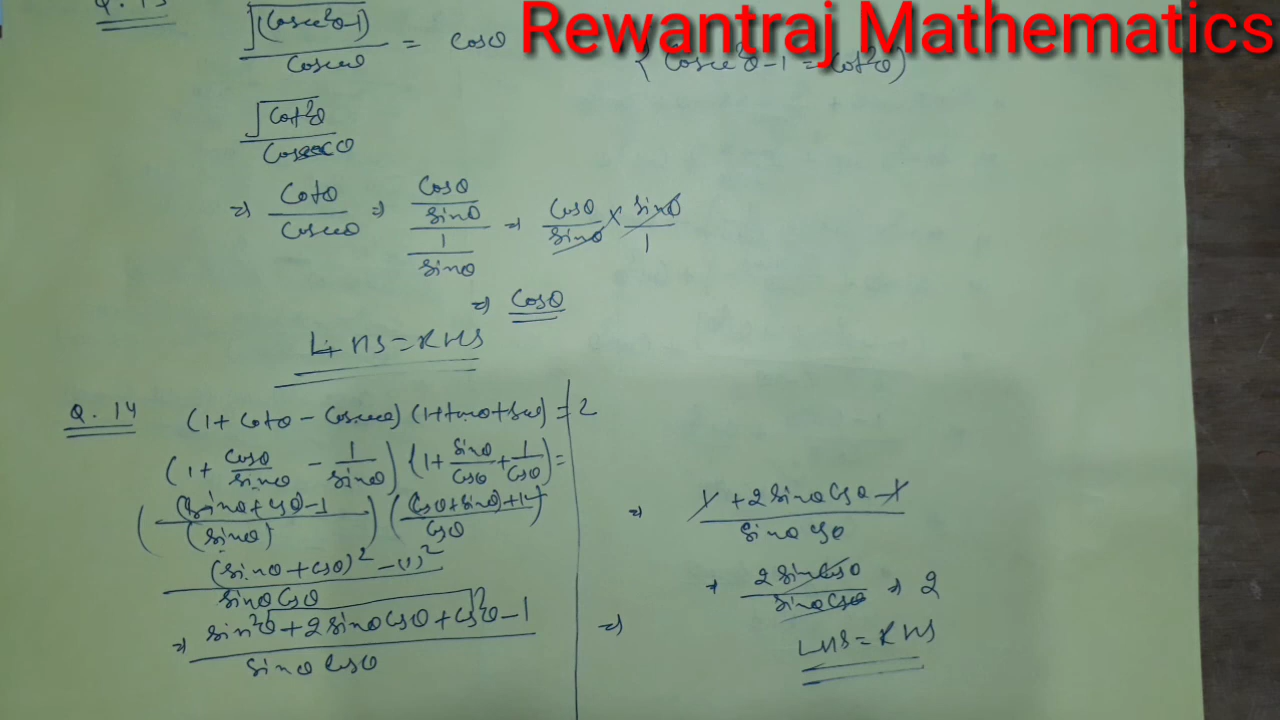 Rewantraj Mathematics
Q. 13
√(Cosec²θ-1) / Cosecθ = Cosθ {Cosec²θ-1 = Cot²θ)
√Cot²θ / Cosecθ
⇒ Cotθ / Cosecθ ⇒ (Cosθ / Sinθ) / (1 / Sinθ) ⇒ Cosθ / Sinθ × Sinθ / 1
⇒ Cosθ
LHS = RHS
Q. 14 (1 + Cotθ - Cosecθ) (1 + tanθ + Secθ) = 2
(1 + Cosθ / Sinθ - 1 / Sinθ) (1 + Sinθ / Cosθ + 1 / Cosθ) =
((Sinθ + Cosθ) - 1 / (Sinθ)) ((Cosθ + Sinθ) + 1 / Cosθ)
(Sinθ + Cosθ)² - (1)² / Sinθ Cosθ
⇒ Sin²θ + 2 Sinθ Cosθ + Cos²θ - 1 / Sinθ Cosθ ⇒
⇒ 1 + 2 Sinθ Cosθ - 1 / Sinθ Cosθ
⇒ 2 Sinθ Cosθ / Sinθ Cosθ ⇒ 2
LHS = RHS